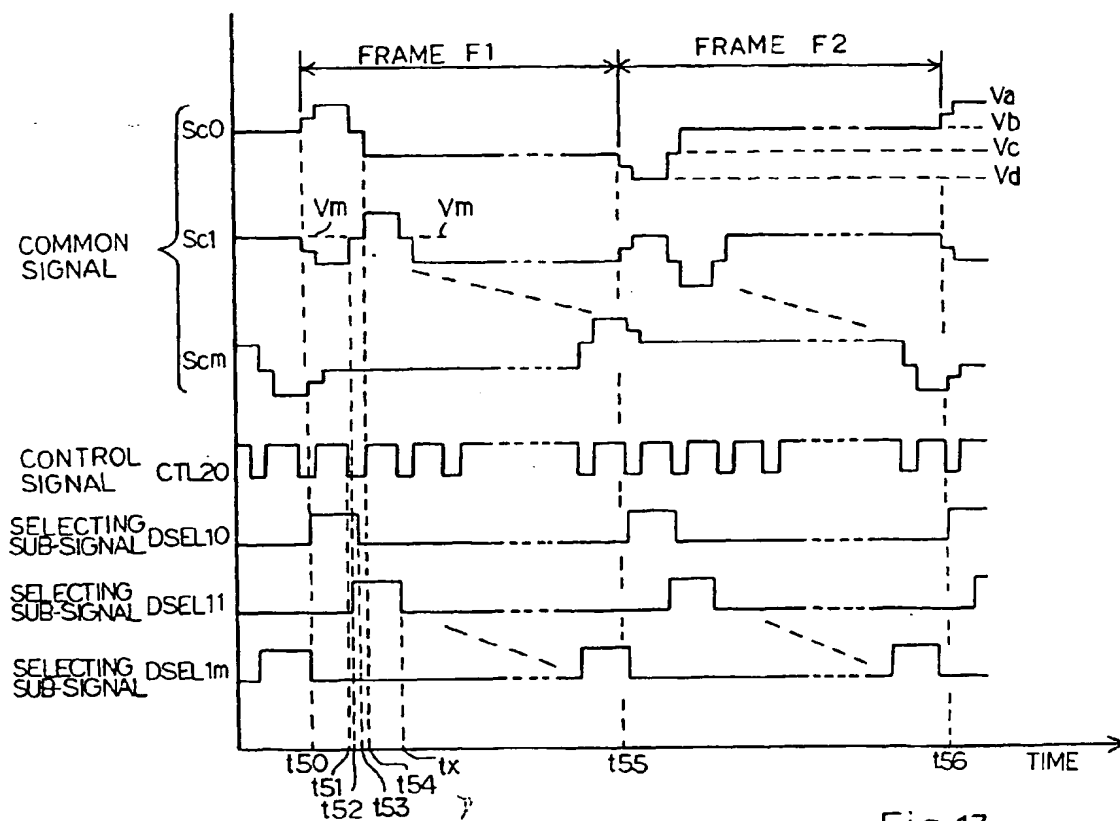 FRAME F1
FRAME F2
Sc0
Va
Vb
Vc
Vd
Vm
Vm
COMMON
SIGNAL
Sc1
Scm
CONTROL
SIGNAL
CTL20
SELECTING
SUB-SIGNAL DSEL10
SELECTING
SUB-SIGNAL DSEL11
SELECTING
SUB-SIGNAL DSEL1m
t50
t51
t52
t53
t54
tx
t55
t56
TIME